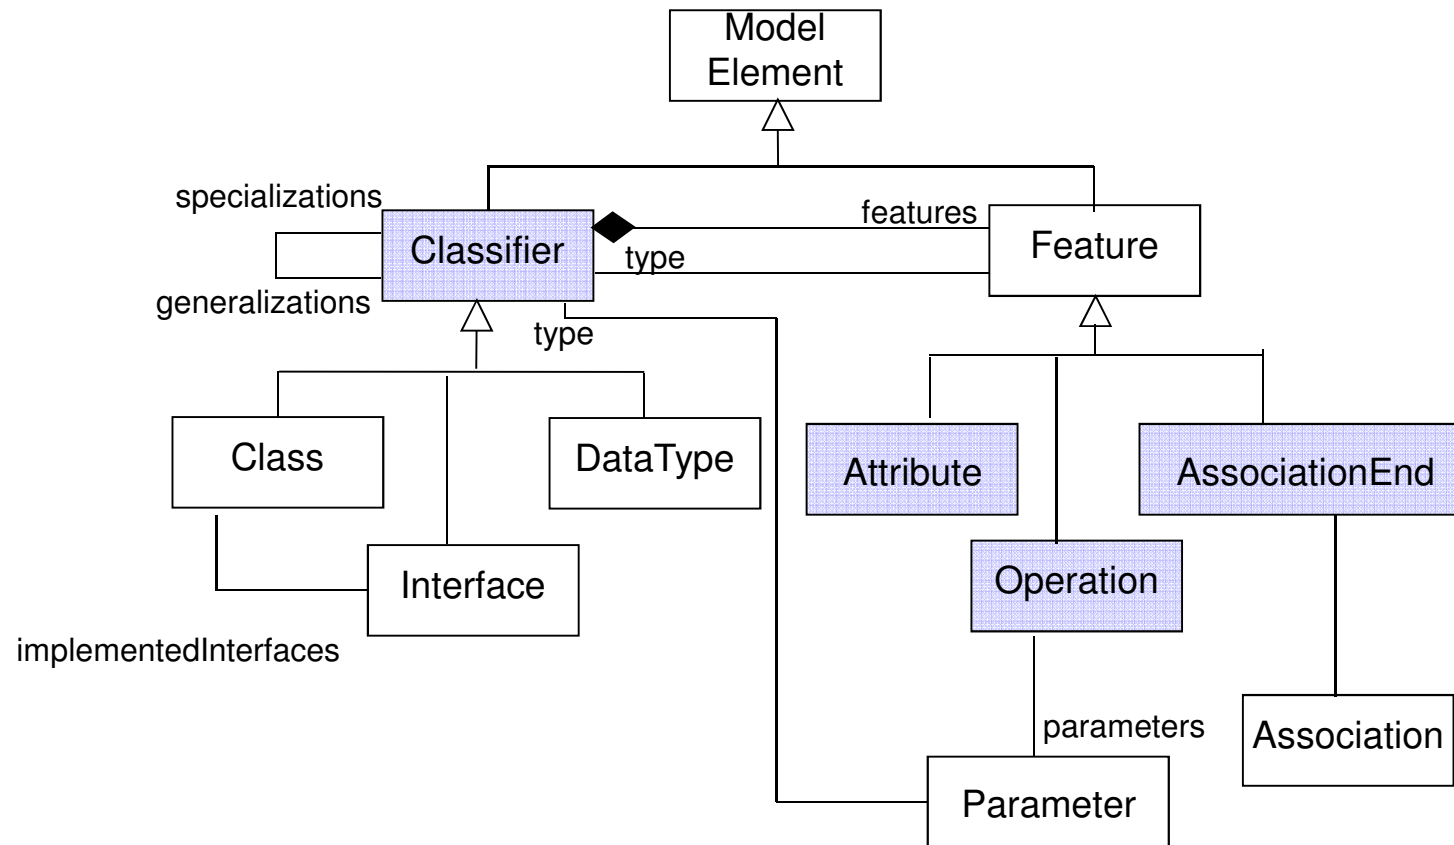 Model
Element
specializations
features
Classifier
Feature
type
generalizations
type
Class
DataType
Attribute
AssociationEnd
Interface
Operation
implementedInterfaces
parameters
Association
Parameter